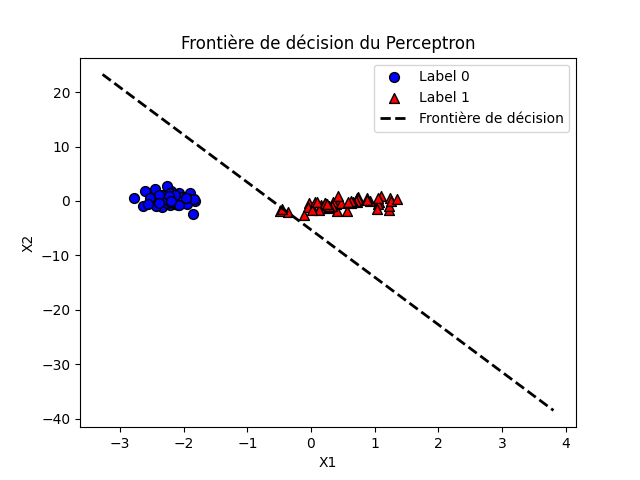 Frontière de décision du Perceptron
Label 0
Label 1
Frontière de décision
X2
20
10
0
−10
−20
−30
−40
−3
−2
−1
0
1
2
3
4
X1